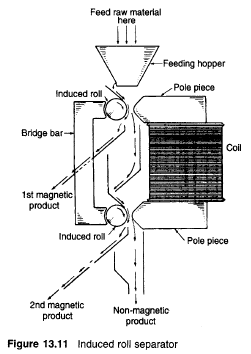 Feed raw material
here
Feeding hopper
Induced roll
Pole piece
Bridge bar
Coil
1st magnetic
product
Induced roll
Pole piece
2nd magnetic
product
Non-magnetic
product
Figure 13.11 Induced roll separator